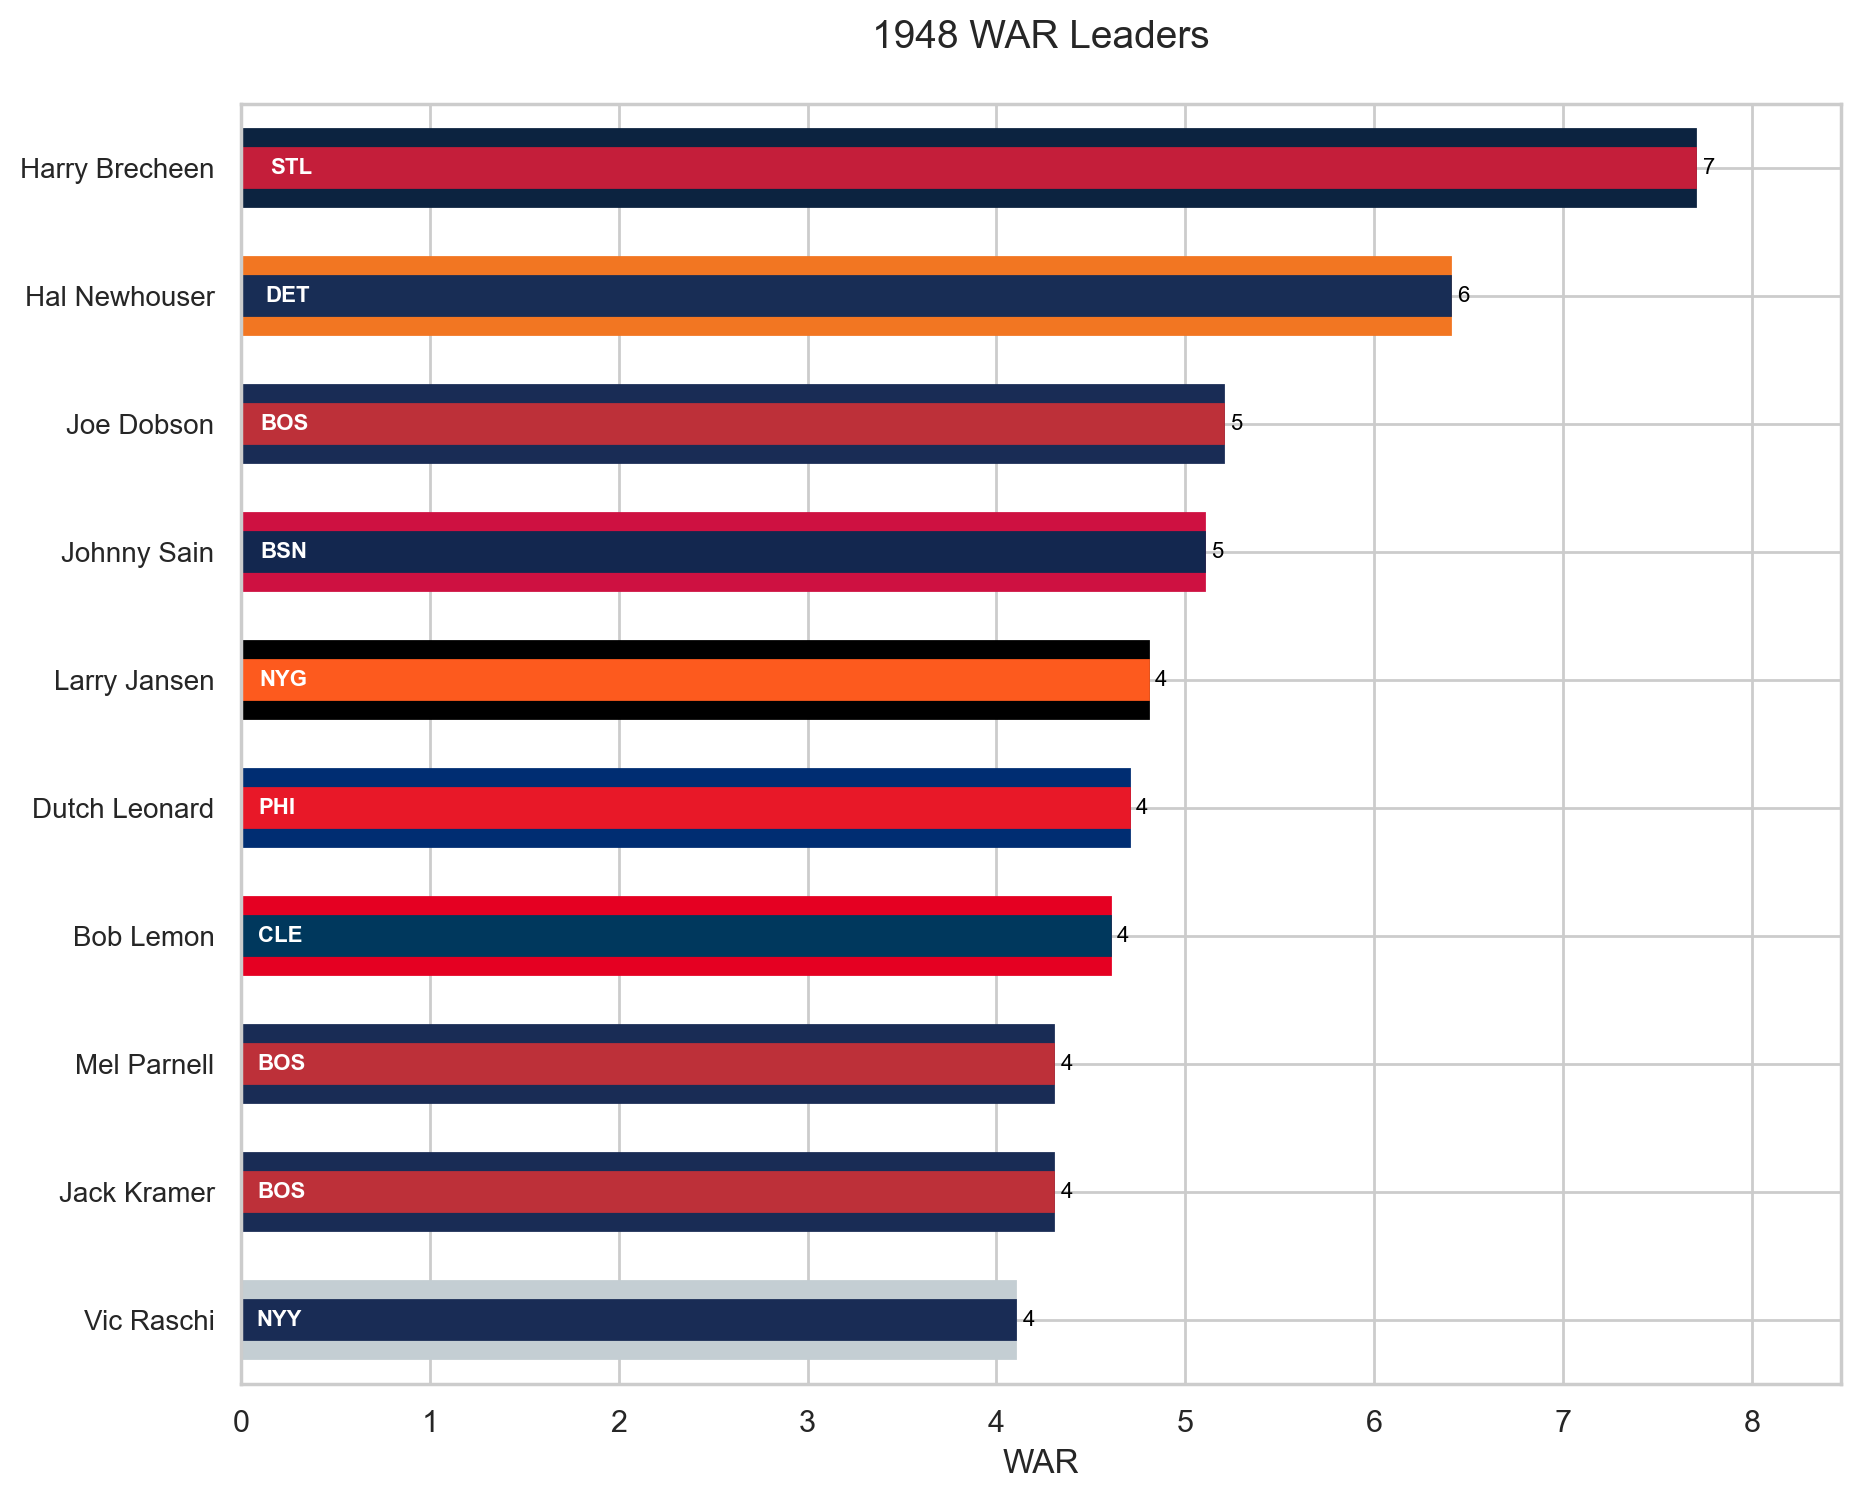 1948 WAR Leaders
Harry Brecheen STL 7
Hal Newhouser DET 6
Joe Dobson BOS 5
Johnny Sain BSN 5
Larry Jansen NYG 4
Dutch Leonard PHI 4
Bob Lemon CLE 4
Mel Parnell BOS 4
Jack Kramer BOS 4
Vic Raschi NYY 4
0 1 2 3 4 5 6 7 8
WAR